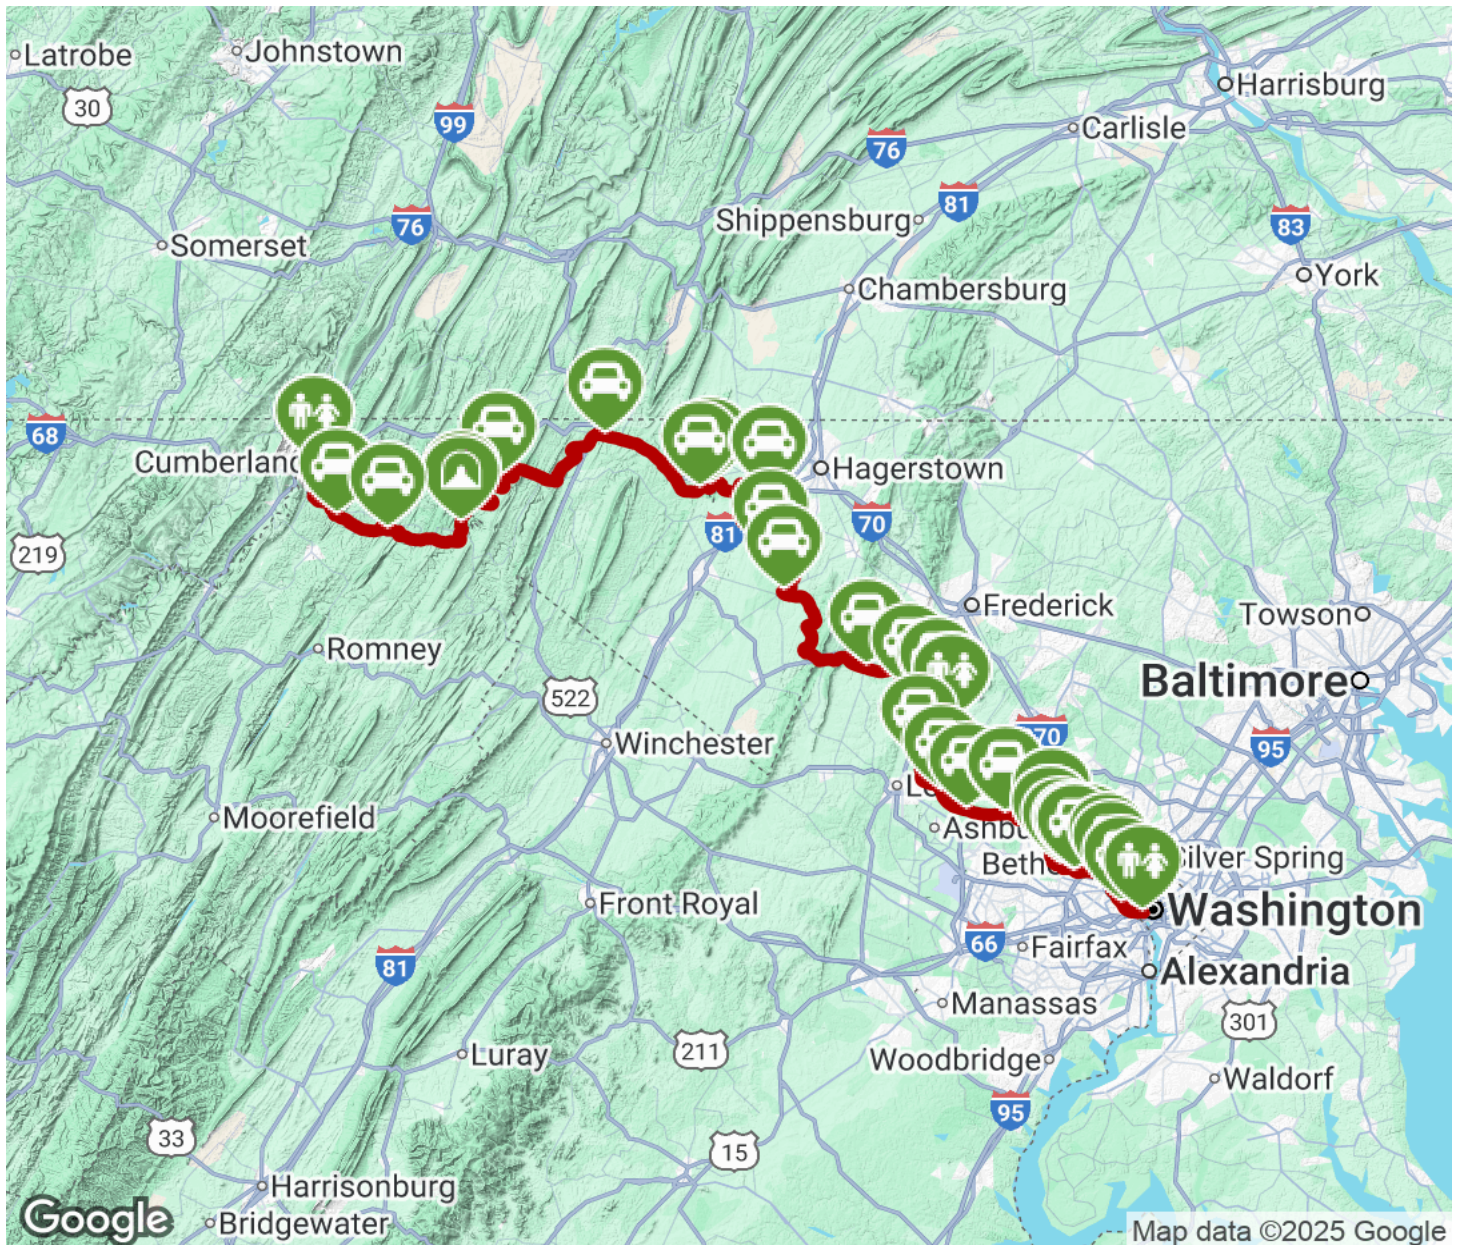 Latrobe
Johnstown
30
99
Harrisburg
Carlisle
76
81
Shippensburg
76
83
Somerset
York
Chambersburg
68
Cumberland
Hagerstown
70
81
219
Frederick
Towson
Romney
Baltimore
522
70
95
Winchester
Moorefield
Ashbu
Bethe
Silver Spring
Front Royal
Washington
66
Fairfax
81
Alexandria
Manassas
301
Luray
211
Woodbridge
Waldorf
95
33
15
Harrisonburg
Google
Bridgewater
Map data ©2025 Google